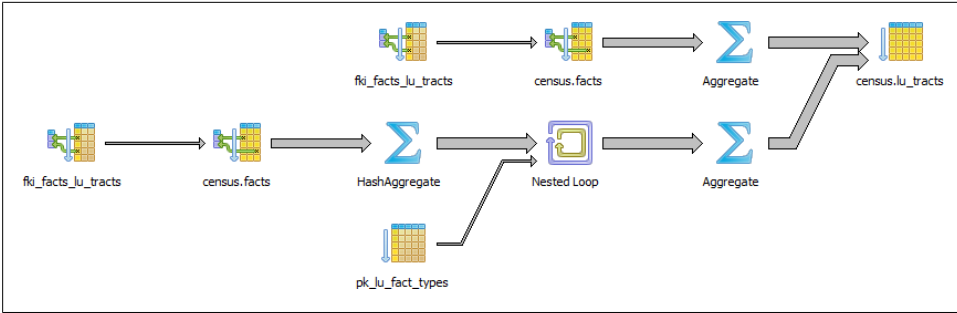 fki_facts_lu_tracts
census.facts
Aggregate
census.lu_tracts
fki_facts_lu_tracts
census.facts
HashAggregate
Nested Loop
Aggregate
pk_lu_fact_types